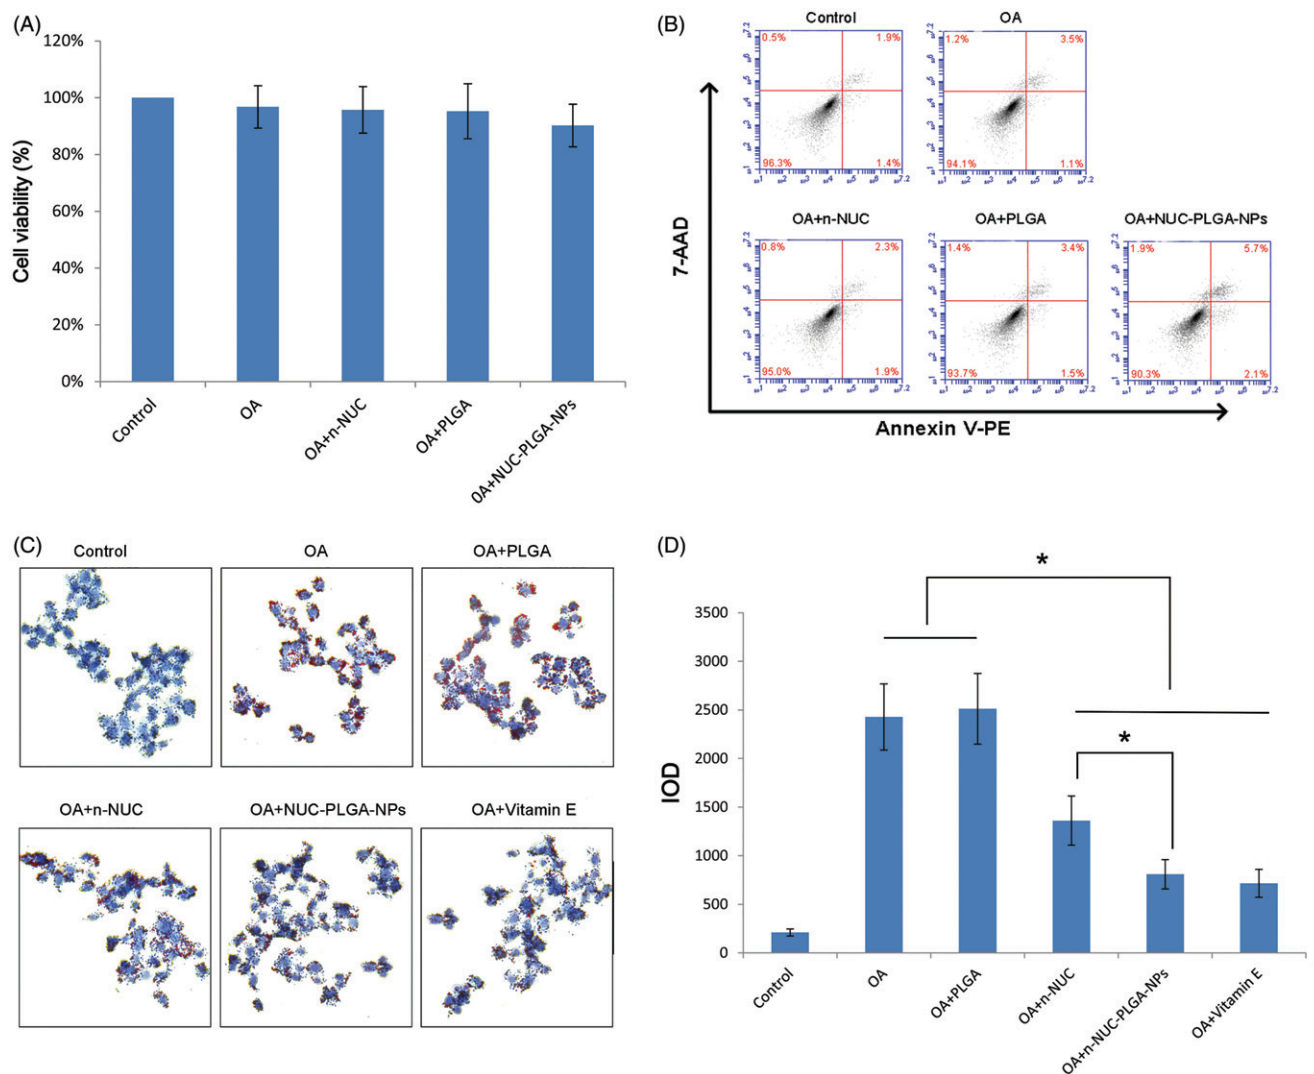 (A)
120%
100%
80%
60%
40%
20%
0%
Cell viability (%)
Control
OA
OA+n-NUC
OA+PLGA
0A+NUC-PLGA-NPs
(B)
Control
OA
0.5%
1.9%
96.3%
1.4%
1.2%
3.5%
94.1%
1.1%
OA+n-NUC
OA+PLGA
OA+NUC-PLGA-NPs
0.8%
2.3%
95.0%
1.9%
1.4%
3.4%
93.7%
1.5%
1.9%
5.7%
90.3%
2.1%
7-AAD
Annexin V-PE
(C)
Control
OA
OA+PLGA
OA+n-NUC
OA+NUC-PLGA-NPs
OA+Vitamin E
(D)
*
*
3500
3000
2500
2000
1500
1000
500
0
IOD
Control
OA
OA+PLGA
OA+n-NUC
OA+n-NUC-PLGA-NPs
OA+Vitamin E